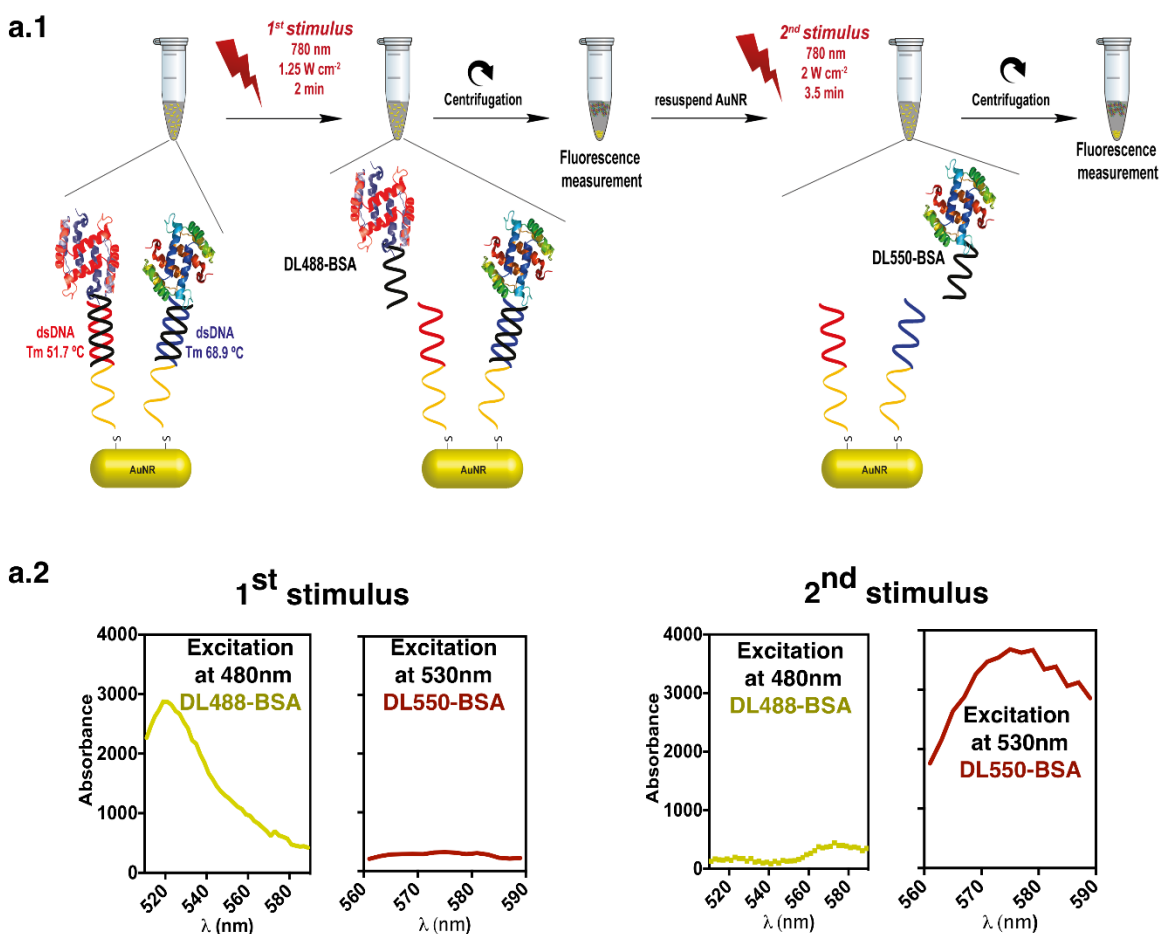 a.1
1st stimulus
780 nm
1.25 W cm-2
2 min
Centrifugation
Fluorescence
measurement
resuspend AuNR
2nd stimulus
780 nm
2 W cm-2
3.5 min
Centrifugation
Fluorescence
measurement
dsDNA
Tm 51.7 ºC
dsDNA
Tm 68.9 ºC
S
S
AuNR
DL488-BSA
S
S
AuNR
DL550-BSA
S
S
AuNR
a.2
1st stimulus
Absorbance
4000
3000
2000
1000
0
Excitation
at 480nm
DL488-BSA
520
540
560
580
λ (nm)
Excitation
at 530nm
DL550-BSA
560
570
580
590
λ (nm)
2nd stimulus
Absorbance
4000
3000
2000
1000
0
Excitation
at 480nm
DL488-BSA
520
540
560
580
λ (nm)
Excitation
at 530nm
DL550-BSA
560
570
580
590
λ (nm)